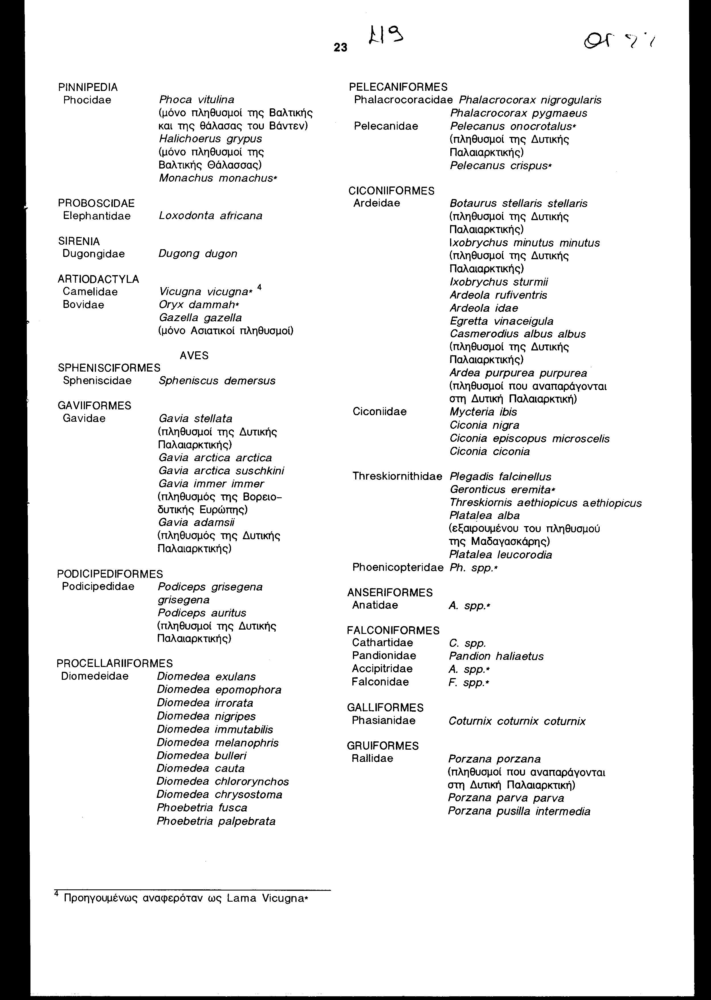 23
119
PINNIPEDIA
Phocidae Phoca vitulina
(μόνο πληθυσμοί της Βαλτικής
και της θάλασας του Βάντεν)
Halichoerus grypus
(μόνο πληθυσμοί της
Βαλτικής Θάλασσας)
Monachus monachus*
PROBOSCIDAE
Elephantidae Loxodonta africana
SIRENIA
Dugongidae Dugong dugon
ARTIODACTYLA
Camelidae Vicugna vicugna* 4
Bovidae Oryx dammah*
Gazella gazella
(μόνο Ασιατικοί πληθυσμοί)
AVES
SPHENISCIFORMES
Spheniscidae Spheniscus demersus
GAVIIFORMES
Gavidae Gavia stellata
(πληθυσμοί της Δυτικής
Παλαιαρκτικής)
Gavia arctica arctica
Gavia arctica suschkini
Gavia immer immer
(πληθυσμός της Βορειο-
δυτικής Ευρώπης)
Gavia adamsii
(πληθυσμός της Δυτικής
Παλαιαρκτικής)
PODICIPEDIFORMES
Podicipedidae Podiceps grisegena
grisegena
Podiceps auritus
(πληθυσμοί της Δυτικής
Παλαιαρκτικής)
PROCELLARIIFORMES
Diomedeidae Diomedea exulans
Diomedea epomophora
Diomedea irrorata
Diomedea nigripes
Diomedea immutabilis
Diomedea melanophris
Diomedea bulleri
Diomedea cauta
Diomedea chlororynchos
Diomedea chrysostoma
Phoebetria fusca
Phoebetria palpebrata
PELECANIFORMES
Phalacrocoracidae Phalacrocorax nigrogularis
Phalacrocorax pygmaeus
Pelecanidae Pelecanus onocrotalus*
(πληθυσμοί της Δυτικής
Παλαιαρκτικής)
Pelecanus crispus*
CICONIIFORMES
Ardeidae Botaurus stellaris stellaris
(πληθυσμοί της Δυτικής
Παλαιαρκτικής)
Ixobrychus minutus minutus
(πληθυσμοί της Δυτικής
Παλαιαρκτικής)
Ixobrychus sturmii
Ardeola rufiventris
Ardeola idae
Egretta vinaceigula
Casmerodius albus albus
(πληθυσμοί της Δυτικής
Παλαιαρκτικής)
Ardea purpurea purpurea
(πληθυσμοί που αναπαράγονται
στη Δυτική Παλαιαρκτική)
Ciconiidae Mycteria ibis
Ciconia nigra
Ciconia episcopus microscelis
Ciconia ciconia
Threskiornithidae Plegadis falcinellus
Geronticus eremita*
Threskiornis aethiopicus aethiopicus
Platalea alba
(εξαιρουμένου του πληθυσμού
της Μαδαγασκάρης)
Platalea leucorodia
Phoenicopteridae Ph. spp.*
ANSERIFORMES
Anatidae A. spp.*
FALCONIFORMES
Cathartidae C. spp.
Pandionidae Pandion haliaetus
Accipitridae A. spp.*
Falconidae F. spp.*
GALLIFORMES
Phasianidae Coturnix coturnix coturnix
GRUIFORMES
Rallidae Porzana porzana
(πληθυσμοί που αναπαράγονται
στη Δυτική Παλαιαρκτική)
Porzana parva parva
Porzana pusilla intermedia
4 Προηγουμένως αναφερόταν ως Lama Vicugna*